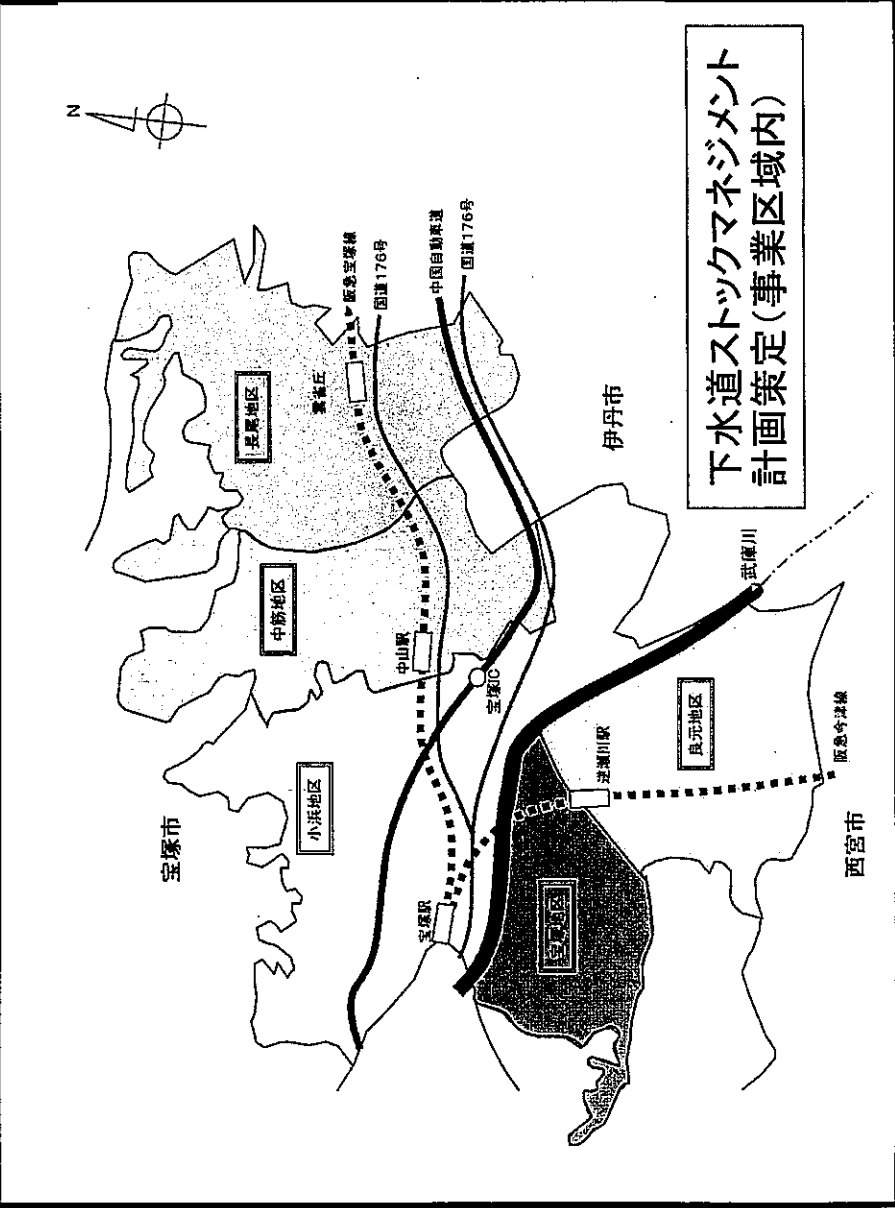 N
宝塚市
長尾地区
中筋地区
小浜地区
阪急宝塚線
国道176号
中国自動車道
国道176号
雲雀丘
中山駅
宝塚IC
宝塚駅
伊丹市
武庫川
逆瀬川駅
良元地区
阪急今津線
西宮市
下水道ストックマネジメント
計画策定(事業区域内)